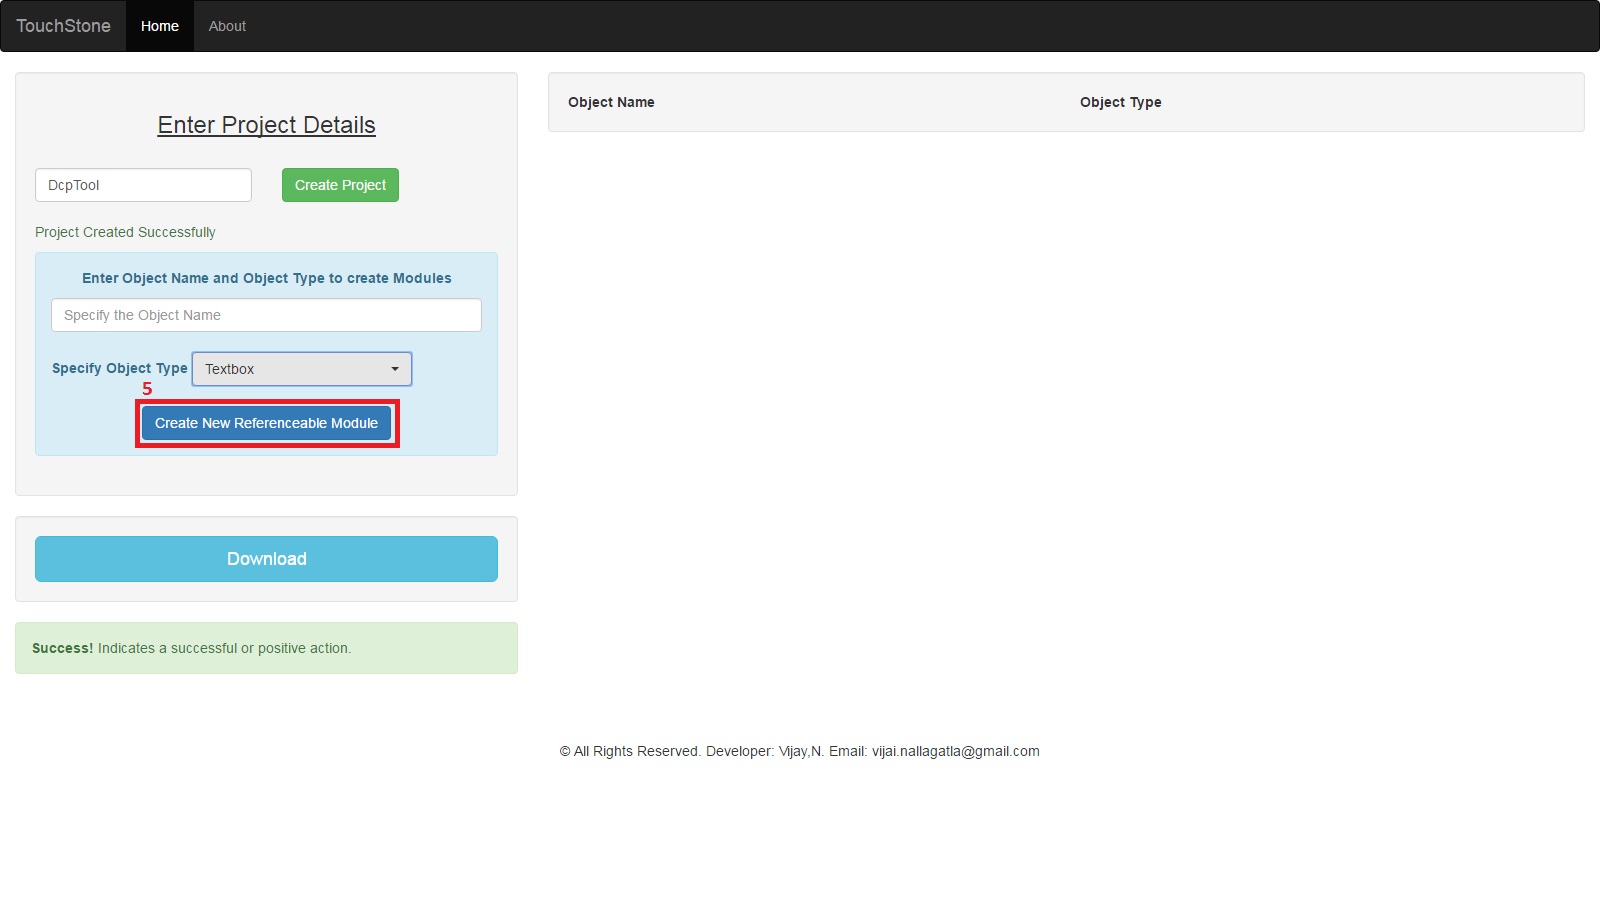 TouchStone Home About
Enter Project Details
DcpTool Create Project
Project Created Successfully
Enter Object Name and Object Type to create Modules
Specify the Object Name
Specify Object Type Textbox
5
Create New Referenceable Module
Download
Success! Indicates a successful or positive action.
Object Name Object Type
© All Rights Reserved. Developer: Vijay,N. Email: vijai.nallagatla@gmail.com